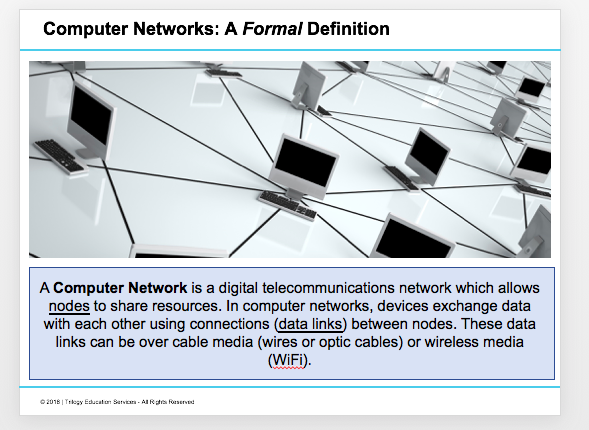 Computer Networks: A Formal Definition
A Computer Network is a digital telecommunications network which allows
nodes to share resources. In computer networks, devices exchange data
with each other using connections (data links) between nodes. These data
links can be over cable media (wires or optic cables) or wireless media
(WiFi).
© 2018 | Trilogy Education Services - All Rights Reserved